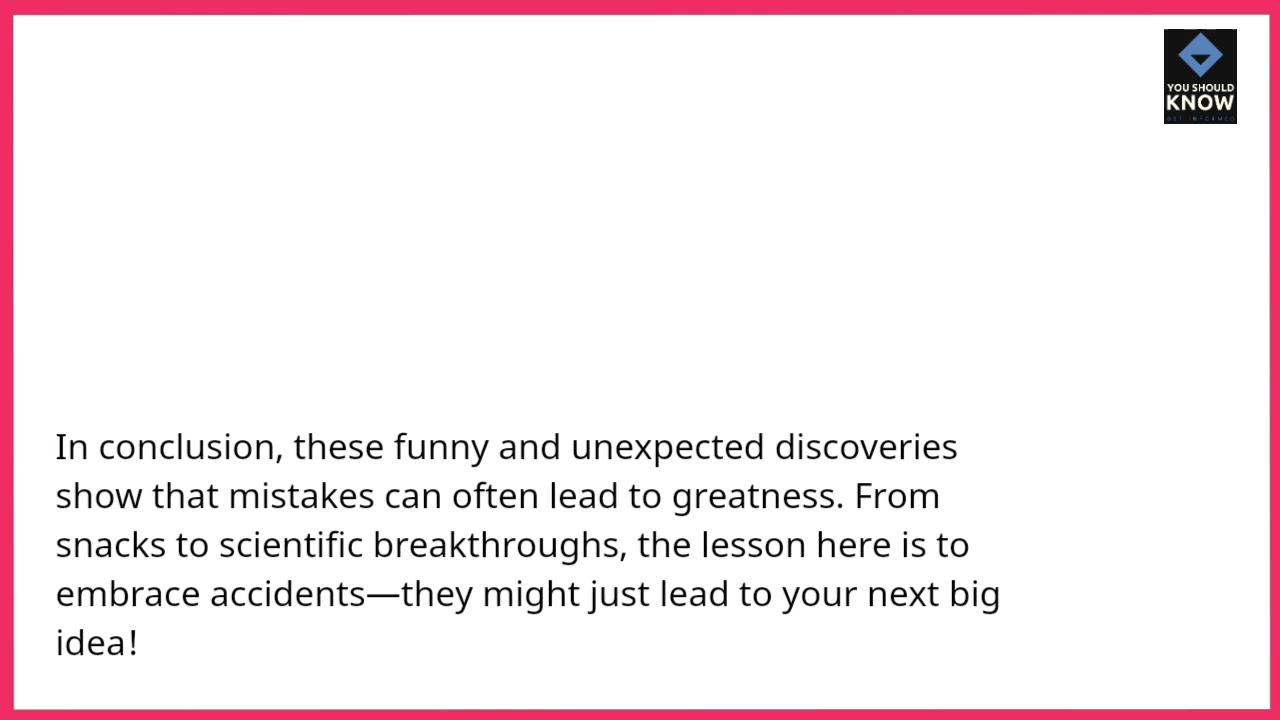 YOU SHOULD
KNOW
GET INFORMED
In conclusion, these funny and unexpected discoveries
show that mistakes can often lead to greatness. From
snacks to scientific breakthroughs, the lesson here is to
embrace accidents—they might just lead to your next big
idea!